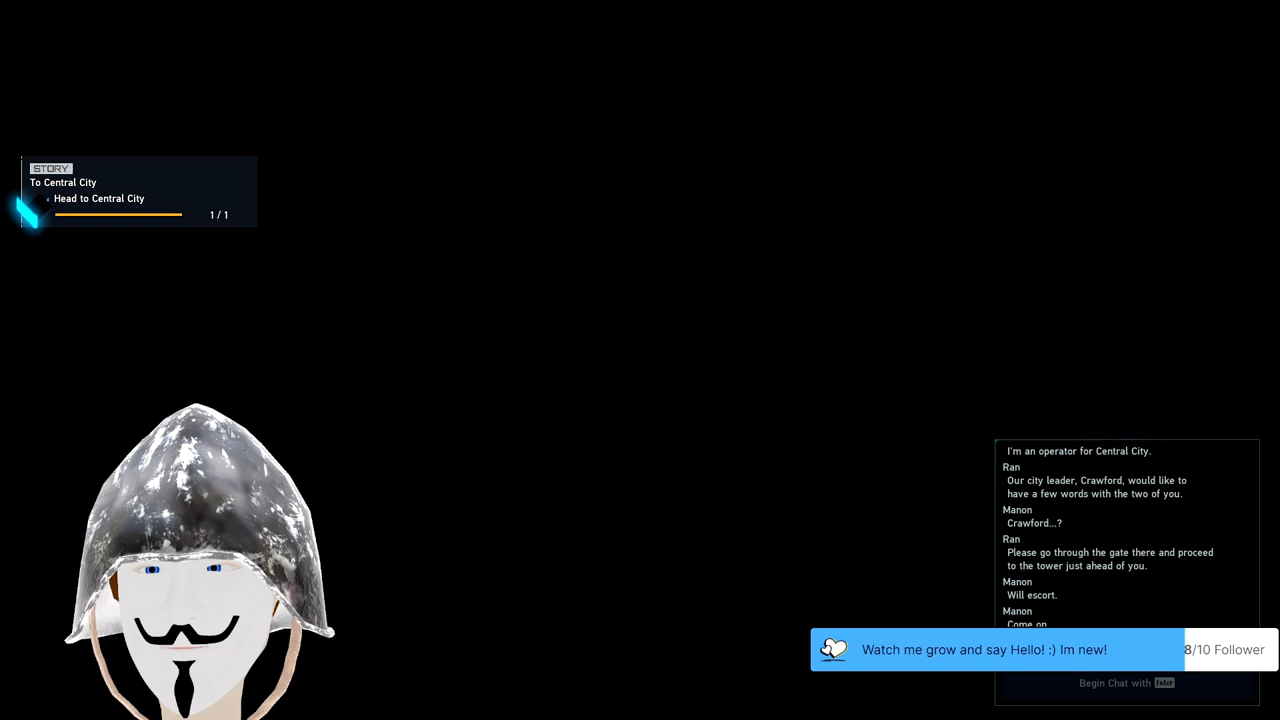 STORY
To Central City
Head to Central City
1 / 1
I'm an operator for Central City.
Ran
Our city leader, Crawford, would like to
have a few words with the two of you.
Manon
Crawford...?
Ran
Please go through the gate there and proceed
to the tower just ahead of you.
Manon
Will escort.
Manon
Come on
Watch me grow and say Hello! :) Im new!
8/10 Follower
Begin Chat with Enter